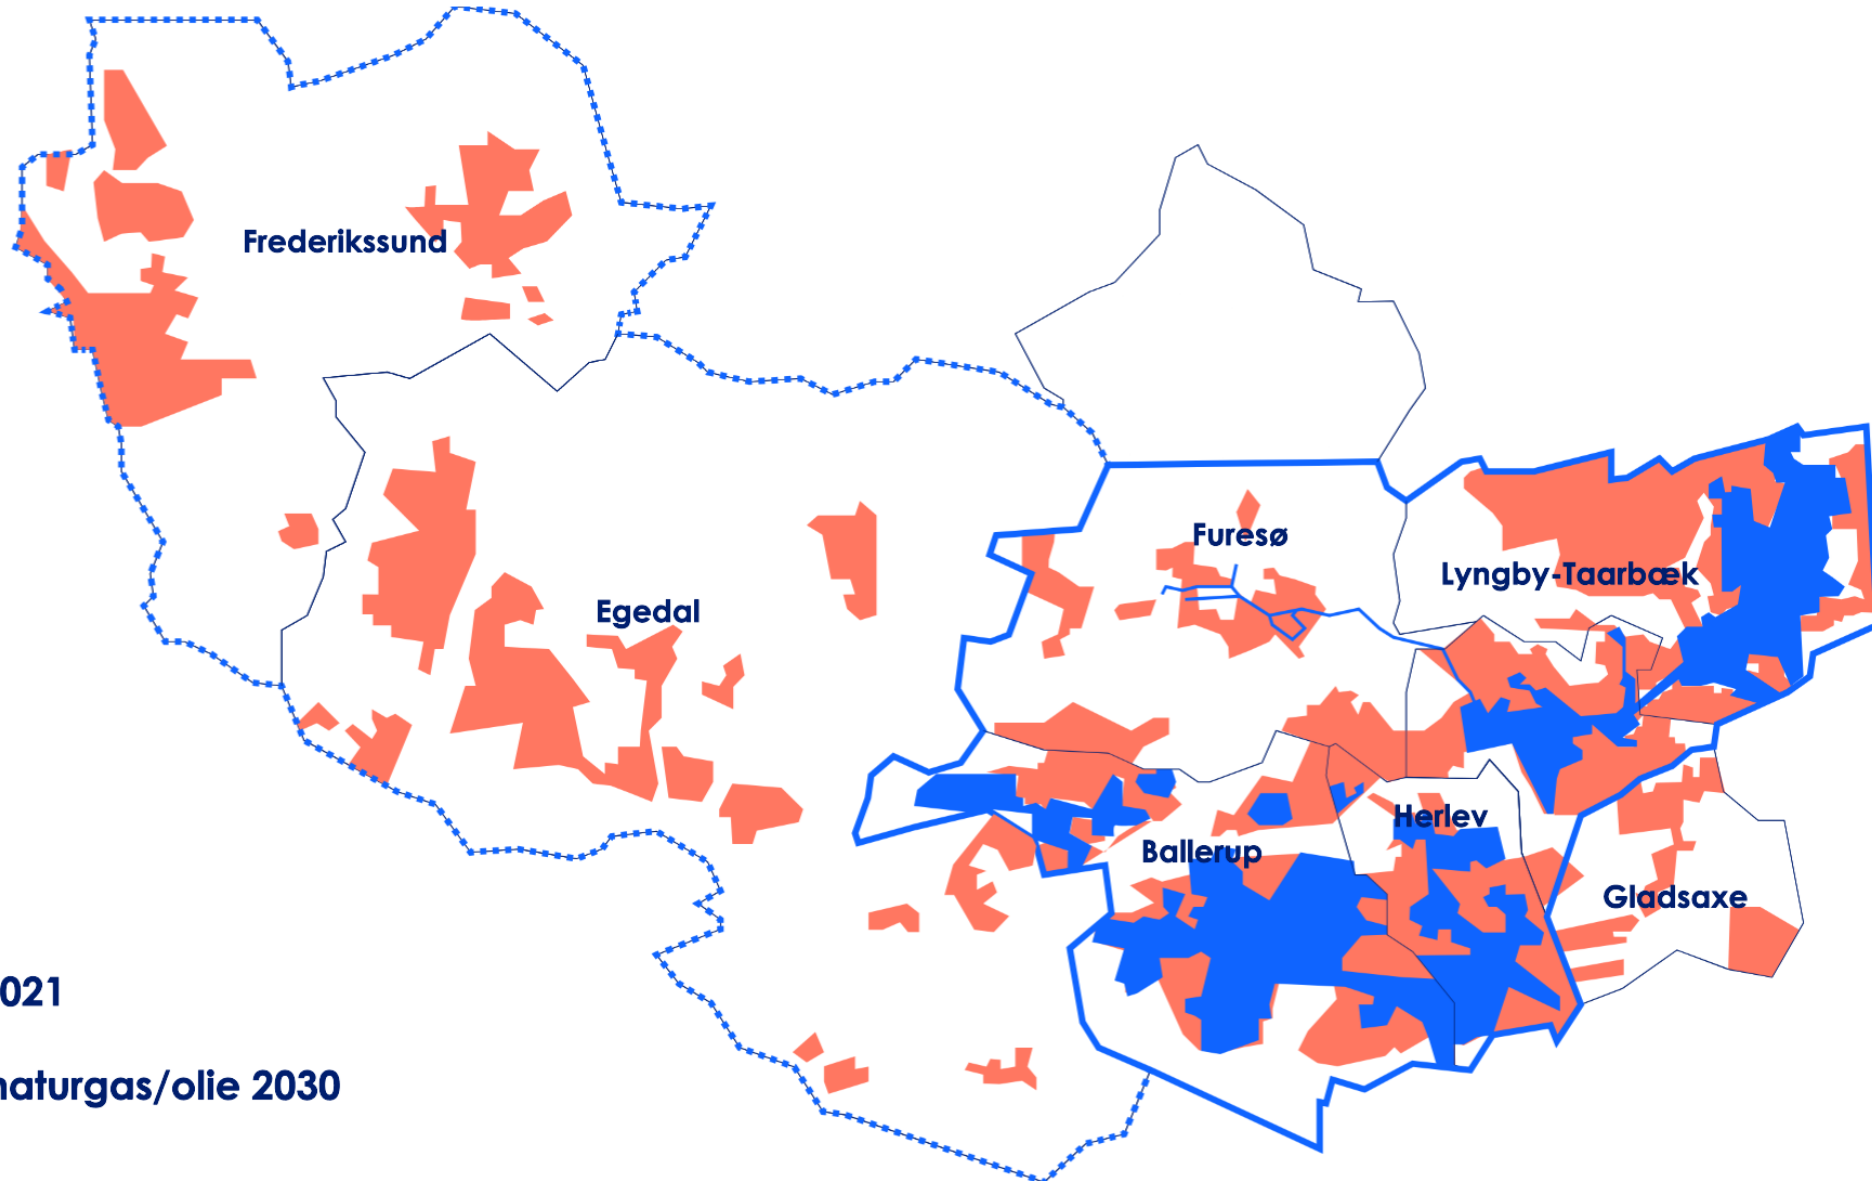 Frederikssund
Furesø
Lyngby-Taarbæk
Egedal
Herlev
Ballerup
Gladsaxe
021
naturgas/olie 2030